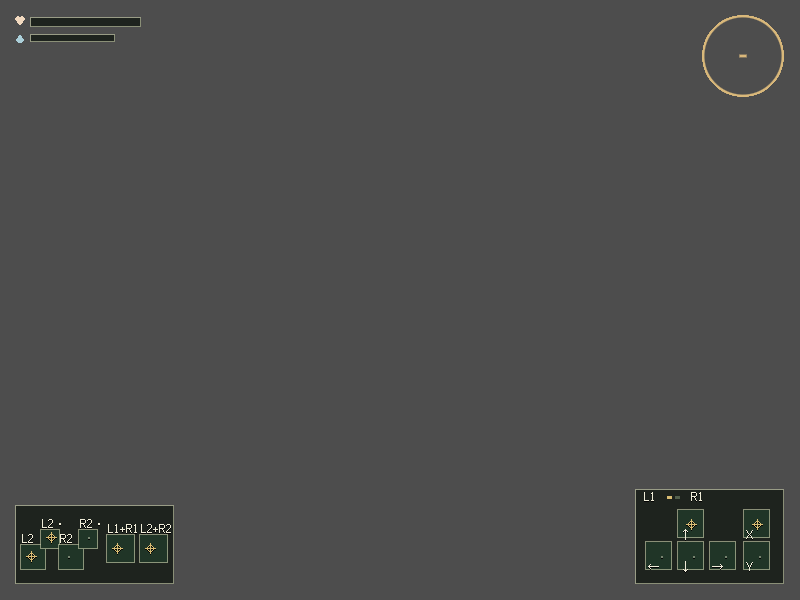 L1 R1
L2 R2
L1+R1 L2+R2
L2 R2
↑ X
← ↓ → Y